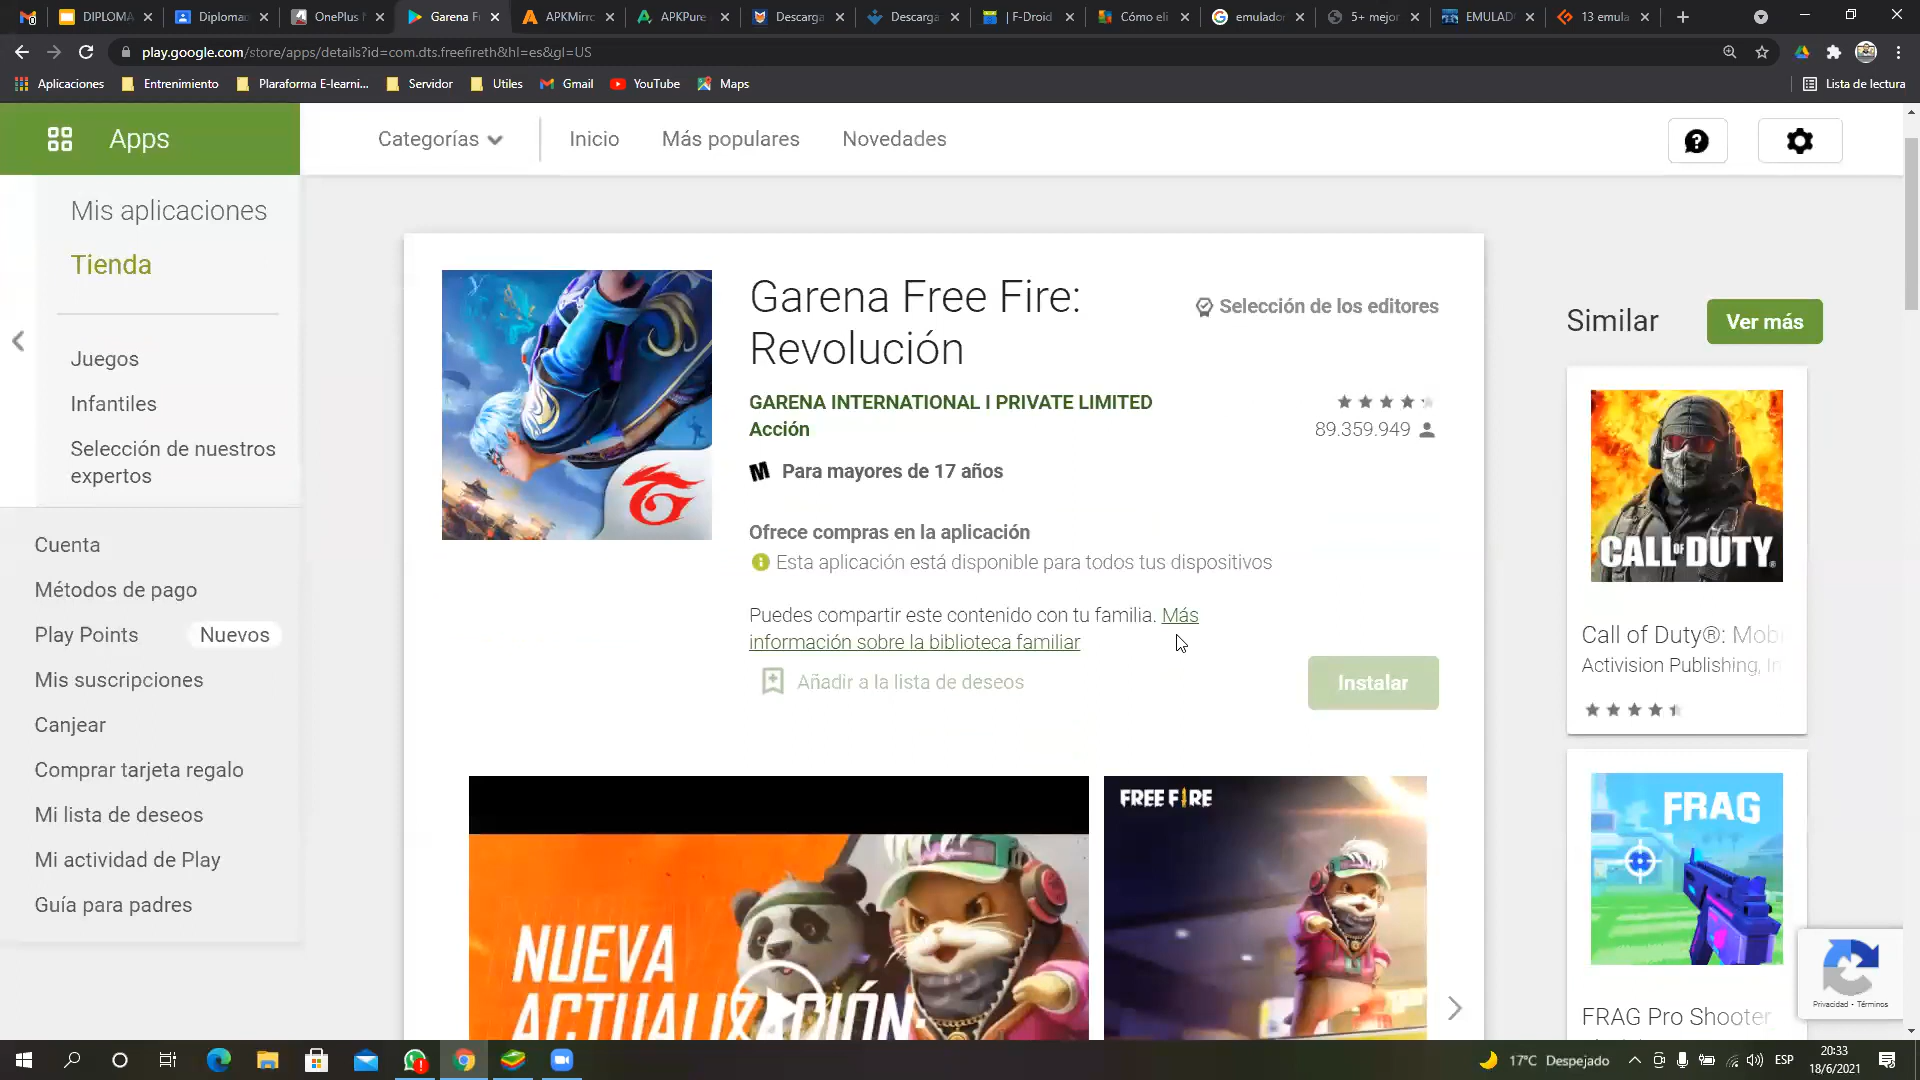 DIPLOMA
Diplomac
OnePlus N
Garena F
APKMirro
APKPure
Descarga
Descarga
F-Droid
Cómo eli
emulador
5+ mejor
EMULAD
13 emula
play.google.com/store/apps/details?id=com.dts.freefireth&hl=es&gl=US
Aplicaciones
Entrenimiento
Plaraforma E-learni...
Servidor
Utiles
Gmail
YouTube
Maps
Lista de lectura
Apps
Categorías
Inicio
Más populares
Novedades
Mis aplicaciones
Tienda
Juegos
Infantiles
Selección de nuestros
expertos
Cuenta
Métodos de pago
Play Points
Nuevos
Mis suscripciones
Canjear
Comprar tarjeta regalo
Mi lista de deseos
Mi actividad de Play
Guía para padres
Garena Free Fire:
Revolución
Selección de los editores
GARENA INTERNATIONAL I PRIVATE LIMITED
Acción
89.359.949
Para mayores de 17 años
Ofrece compras en la aplicación
Esta aplicación está disponible para todos tus dispositivos
Puedes compartir este contenido con tu familia. Más
información sobre la biblioteca familiar
Añadir a la lista de deseos
Instalar
NUEVA
ACTUALIZACIÓN:
FREE FIRE
Similar
Ver más
CALL OF DUTY®
Call of Duty®: Mob
Activision Publishing, In
FRAG
FRAG Pro Shooter
Privacidad - Términos
17°C Despejado
ESP
20:33
18/6/2021